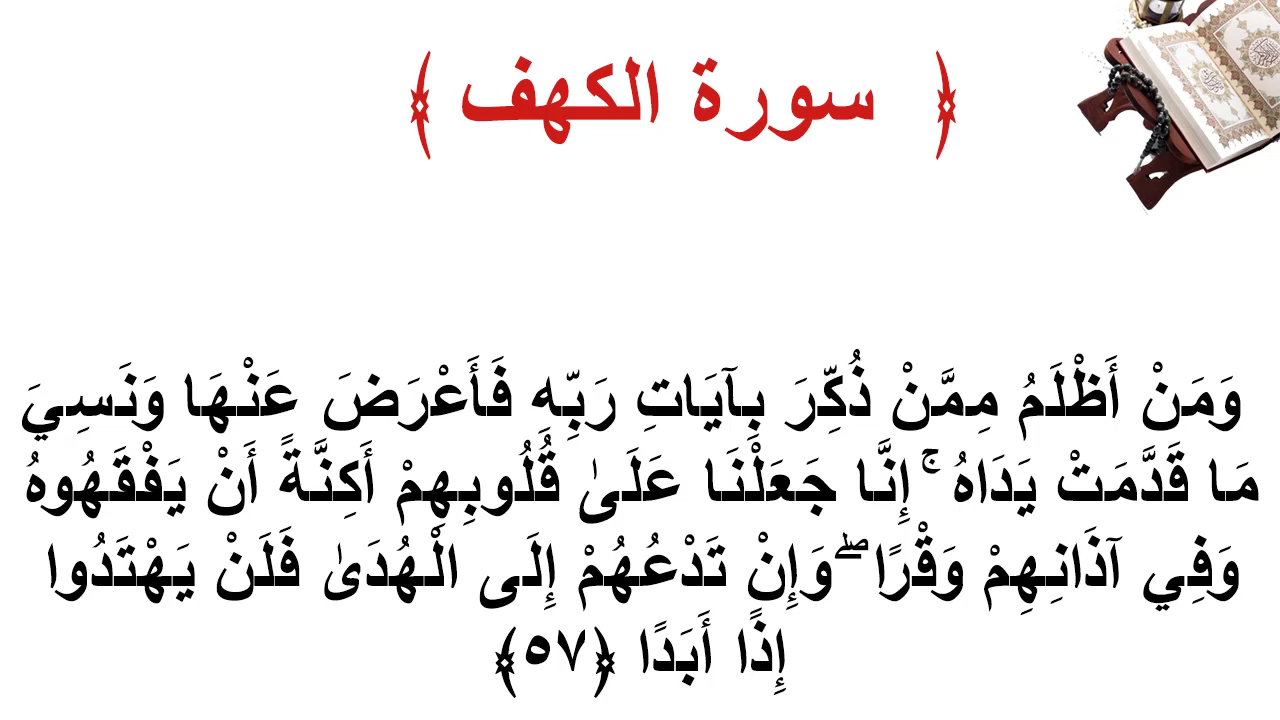 ﴿ سورة الكهف ﴾
وَمَنْ أَظْلَمُ مِمَّنْ ذُكِّرَ بِآيَاتِ رَبِّهِ فَأَعْرَضَ عَنْهَا وَنَسِيَ
مَا قَدَّمَتْ يَدَاهُ ۚ إِنَّا جَعَلْنَا عَلَىٰ قُلُوبِهِمْ أَكِنَّةً أَنْ يَفْقَهُوهُ
وَفِي آذَانِهِمْ وَقْرًا ۖ وَإِنْ تَدْعُهُمْ إِلَى الْهُدَىٰ فَلَنْ يَهْتَدُوا
إِذًا أَبَدًا ﴿٥٧﴾